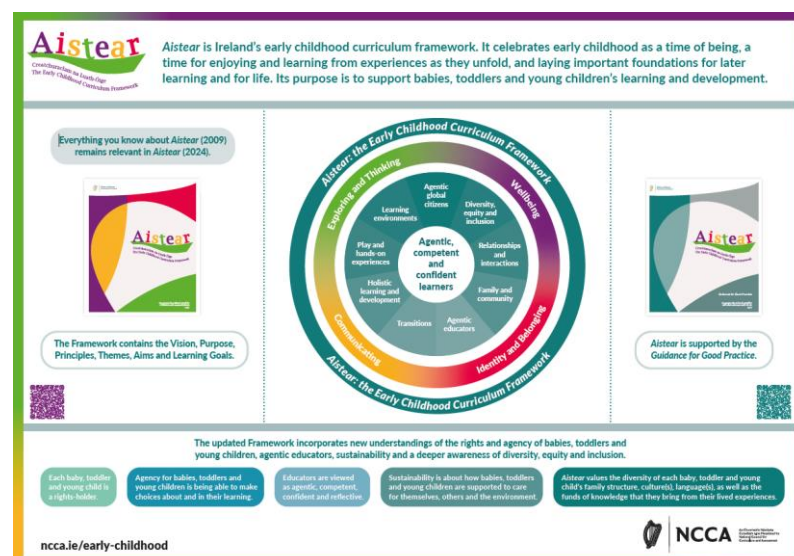 Aistear
Creatchuraclam na Luath-Óige
The Early Childhood Curriculum Framework
Aistear is Ireland's early childhood curriculum framework. It celebrates early childhood as a time of being, a
time for enjoying and learning from experiences as they unfold, and laying important foundations for later
learning and for life. Its purpose is to support babies, toddlers and young children's learning and development.
Everything you know about Aistear (2009)
remains relevant in Aistear (2024).
Aistear
The Framework contains the Vision, Purpose,
Principles, Themes, Aims and Learning Goals.
Aistear: the Early Childhood Curriculum Framework
Exploring and Thinking
Wellbeing
Identity and Belonging
Communicating
Agentic
global
citizens
Diversity,
equity and
inclusion
Relationships
and
interactions
Family and
community
Agentic
educators
Transitions
Holistic
learning and
development
Play and
hands-on
experiences
Learning
environments
Agentic,
competent
and
confident
learners
Aistear: the Early Childhood Curriculum Framework
Aistear
Aistear is supported by the
Guidance for Good Practice.
The updated Framework incorporates new understandings of the rights and agency of babies, toddlers and
young children, agentic educators, sustainability and a deeper awareness of diversity, equity and inclusion.
Each baby, toddler
and young child is
a rights-holder.
Agency for babies, toddlers and
young children is being able to make
choices about and in their learning.
Educators are viewed
as agentic, competent,
confident and reflective.
Sustainability is about how babies, toddlers
and young children are supported to care
for themselves, others and the environment.
Aistear values the diversity of each baby, toddler and young
child's family structure, culture(s), language(s), as well as the
funds of knowledge that they bring from their lived experiences.
ncca.ie/early-childhood
NCCA